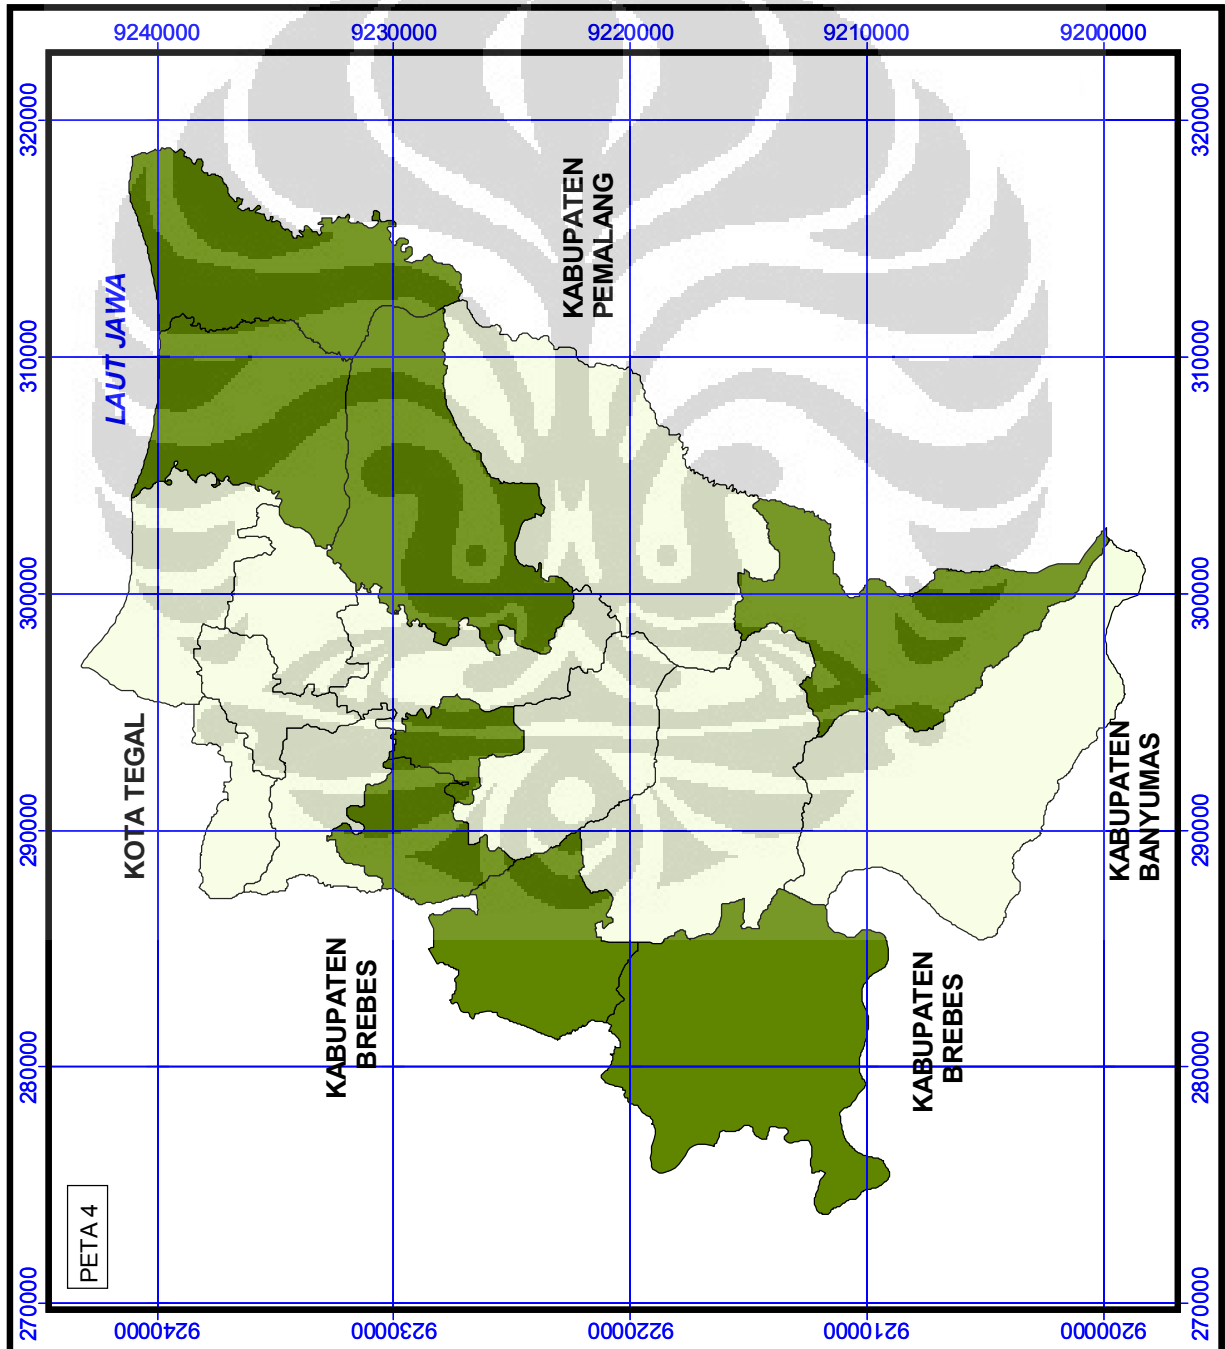 9240000
9230000
9220000
9210000
9200000
320000
320000
KABUPATEN
PEMALANG
LAUT JAWA
310000
310000
300000
300000
KOTA TEGAL
KABUPATEN
BANYUMAS
290000
290000
KABUPATEN
BREBES
KABUPATEN
BREBES
280000
280000
PETA 4
270000
270000
9240000
9230000
9220000
9210000
9200000